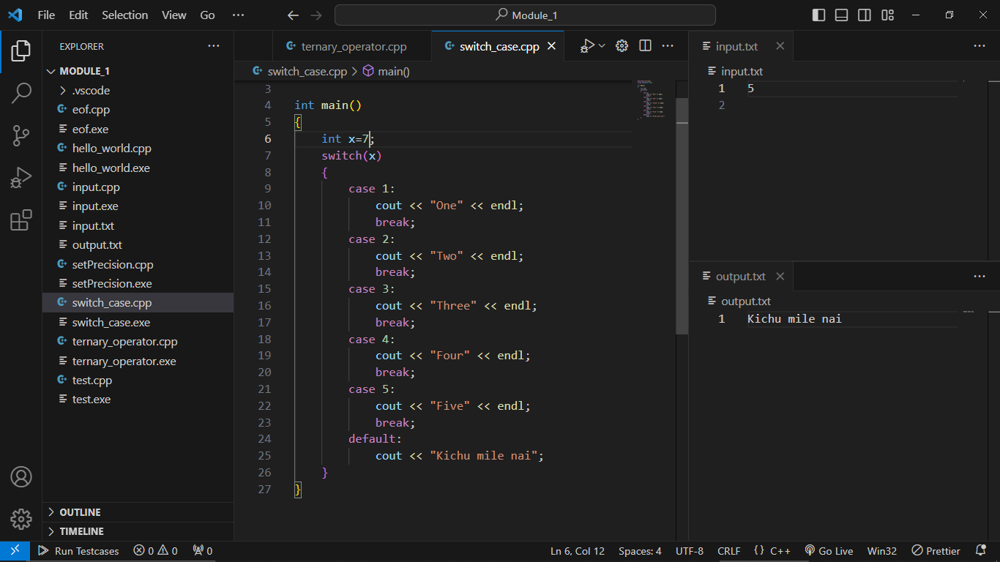 File Edit Selection View Go ··· Module_1
EXPLORER ···
MODULE_1
.vscode
eof.cpp
eof.exe
hello_world.cpp
hello_world.exe
input.cpp
input.exe
input.txt
output.txt
setPrecision.cpp
setPrecision.exe
switch_case.cpp
switch_case.exe
ternary_operator.cpp
ternary_operator.exe
test.cpp
test.exe
OUTLINE
TIMELINE
ternary_operator.cpp switch_case.cpp
switch_case.cpp > main()
3
4 int main()
5 {
6     int x=7;
7     switch(x)
8     {
9         case 1:
10             cout << "One" << endl;
11             break;
12         case 2:
13             cout << "Two" << endl;
14             break;
15         case 3:
16             cout << "Three" << endl;
17             break;
18         case 4:
19             cout << "Four" << endl;
20             break;
21         case 5:
22             cout << "Five" << endl;
23             break;
24         default:
25             cout << "Kichu mile nai";
26     }
27 }
input.txt
input.txt
1 5
2
output.txt
output.txt
1 Kichu mile nai
Run Testcases 0 0 0 Ln 6, Col 12 Spaces: 4 UTF-8 CRLF {} C++ Go Live Win32 Prettier